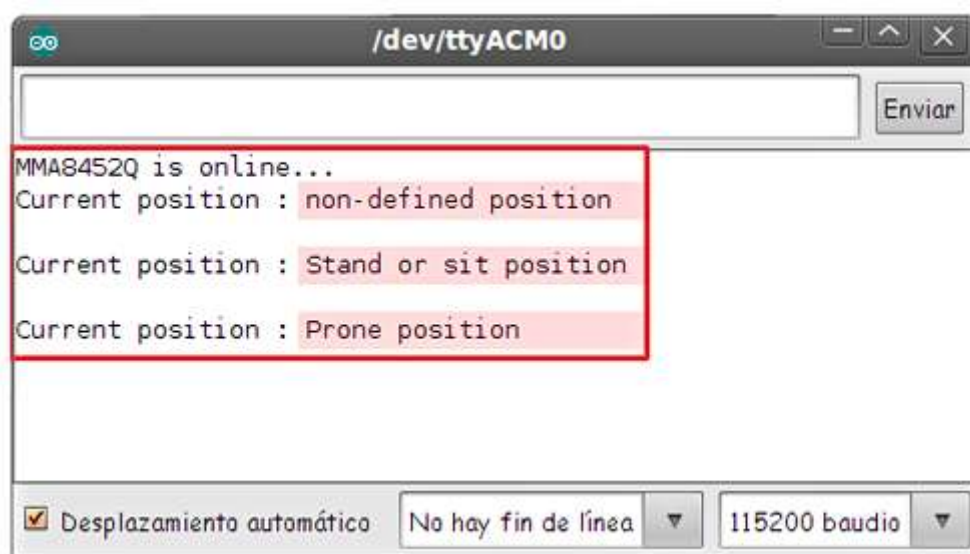 /dev/ttyACM0
Enviar
MMA8452Q is online...
Current position : non-defined position
Current position : Stand or sit position
Current position : Prone position
Desplazamiento automático No hay fin de línea 115200 baudio